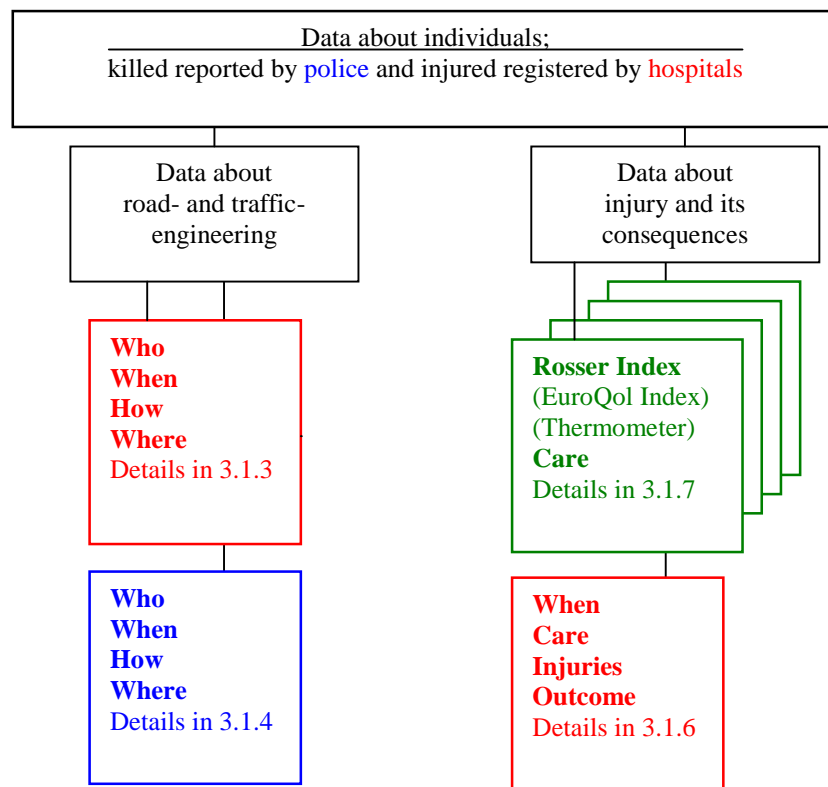 Data about individuals;
killed reported by police and injured registered by hospitals
Data about
road- and traffic-
engineering
Data about
injury and its
consequences
Who
When
How
Where
Details in 3.1.3
Rosser Index
(EuroQol Index)
(Thermometer)
Care
Details in 3.1.7
Who
When
How
Where
Details in 3.1.4
When
Care
Injuries
Outcome
Details in 3.1.6